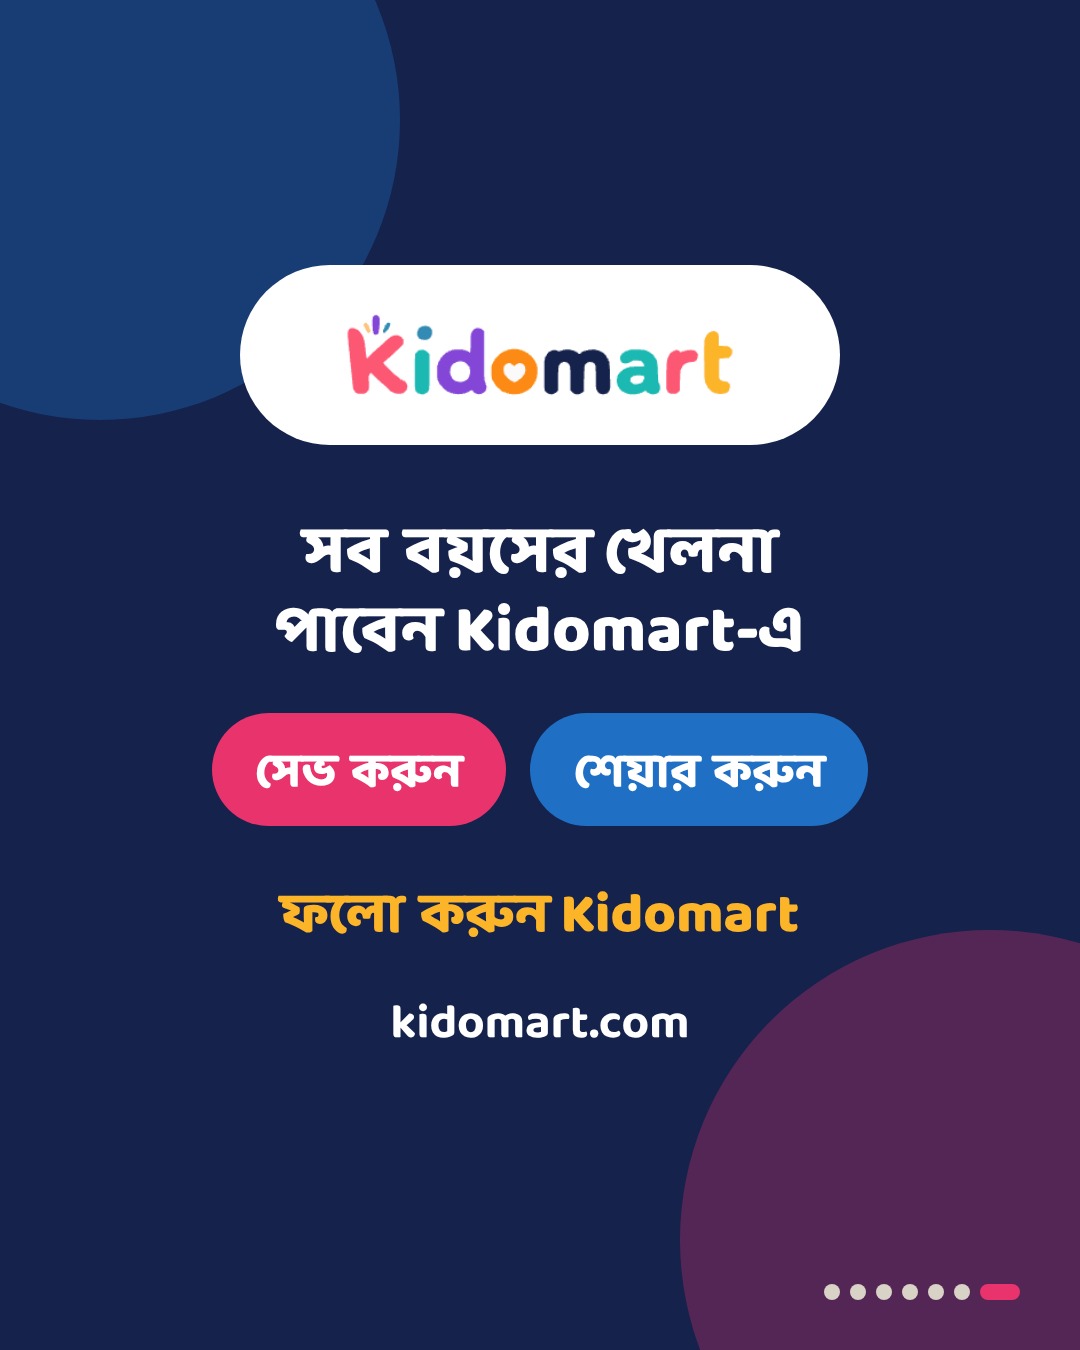 Kidomart
সব বয়সের খেলনা
পাবেন Kidomart-এ
সেভ করুন
শেয়ার করুন
ফলো করুন Kidomart
kidomart.com